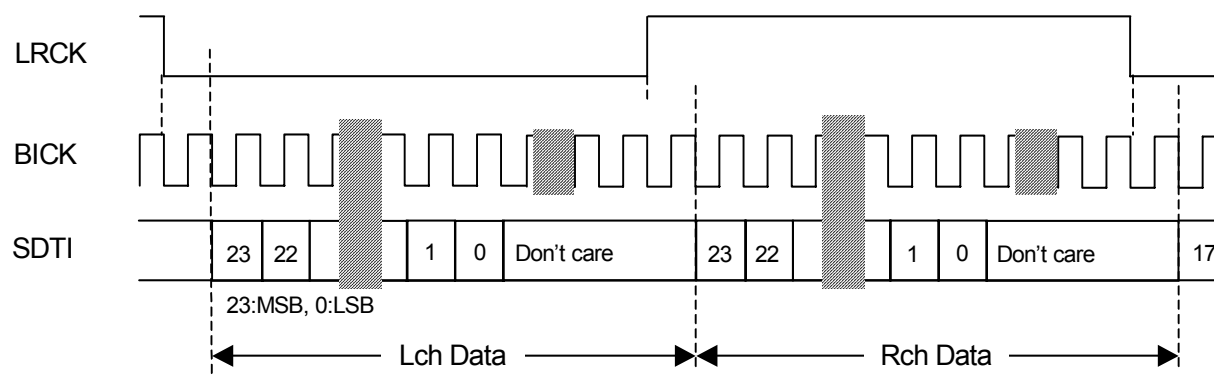 LRCK
BICK
SDTI
23 22 1 0 Don't care 23 22 1 0 Don't care 17
23:MSB, 0:LSB
Lch Data Rch Data